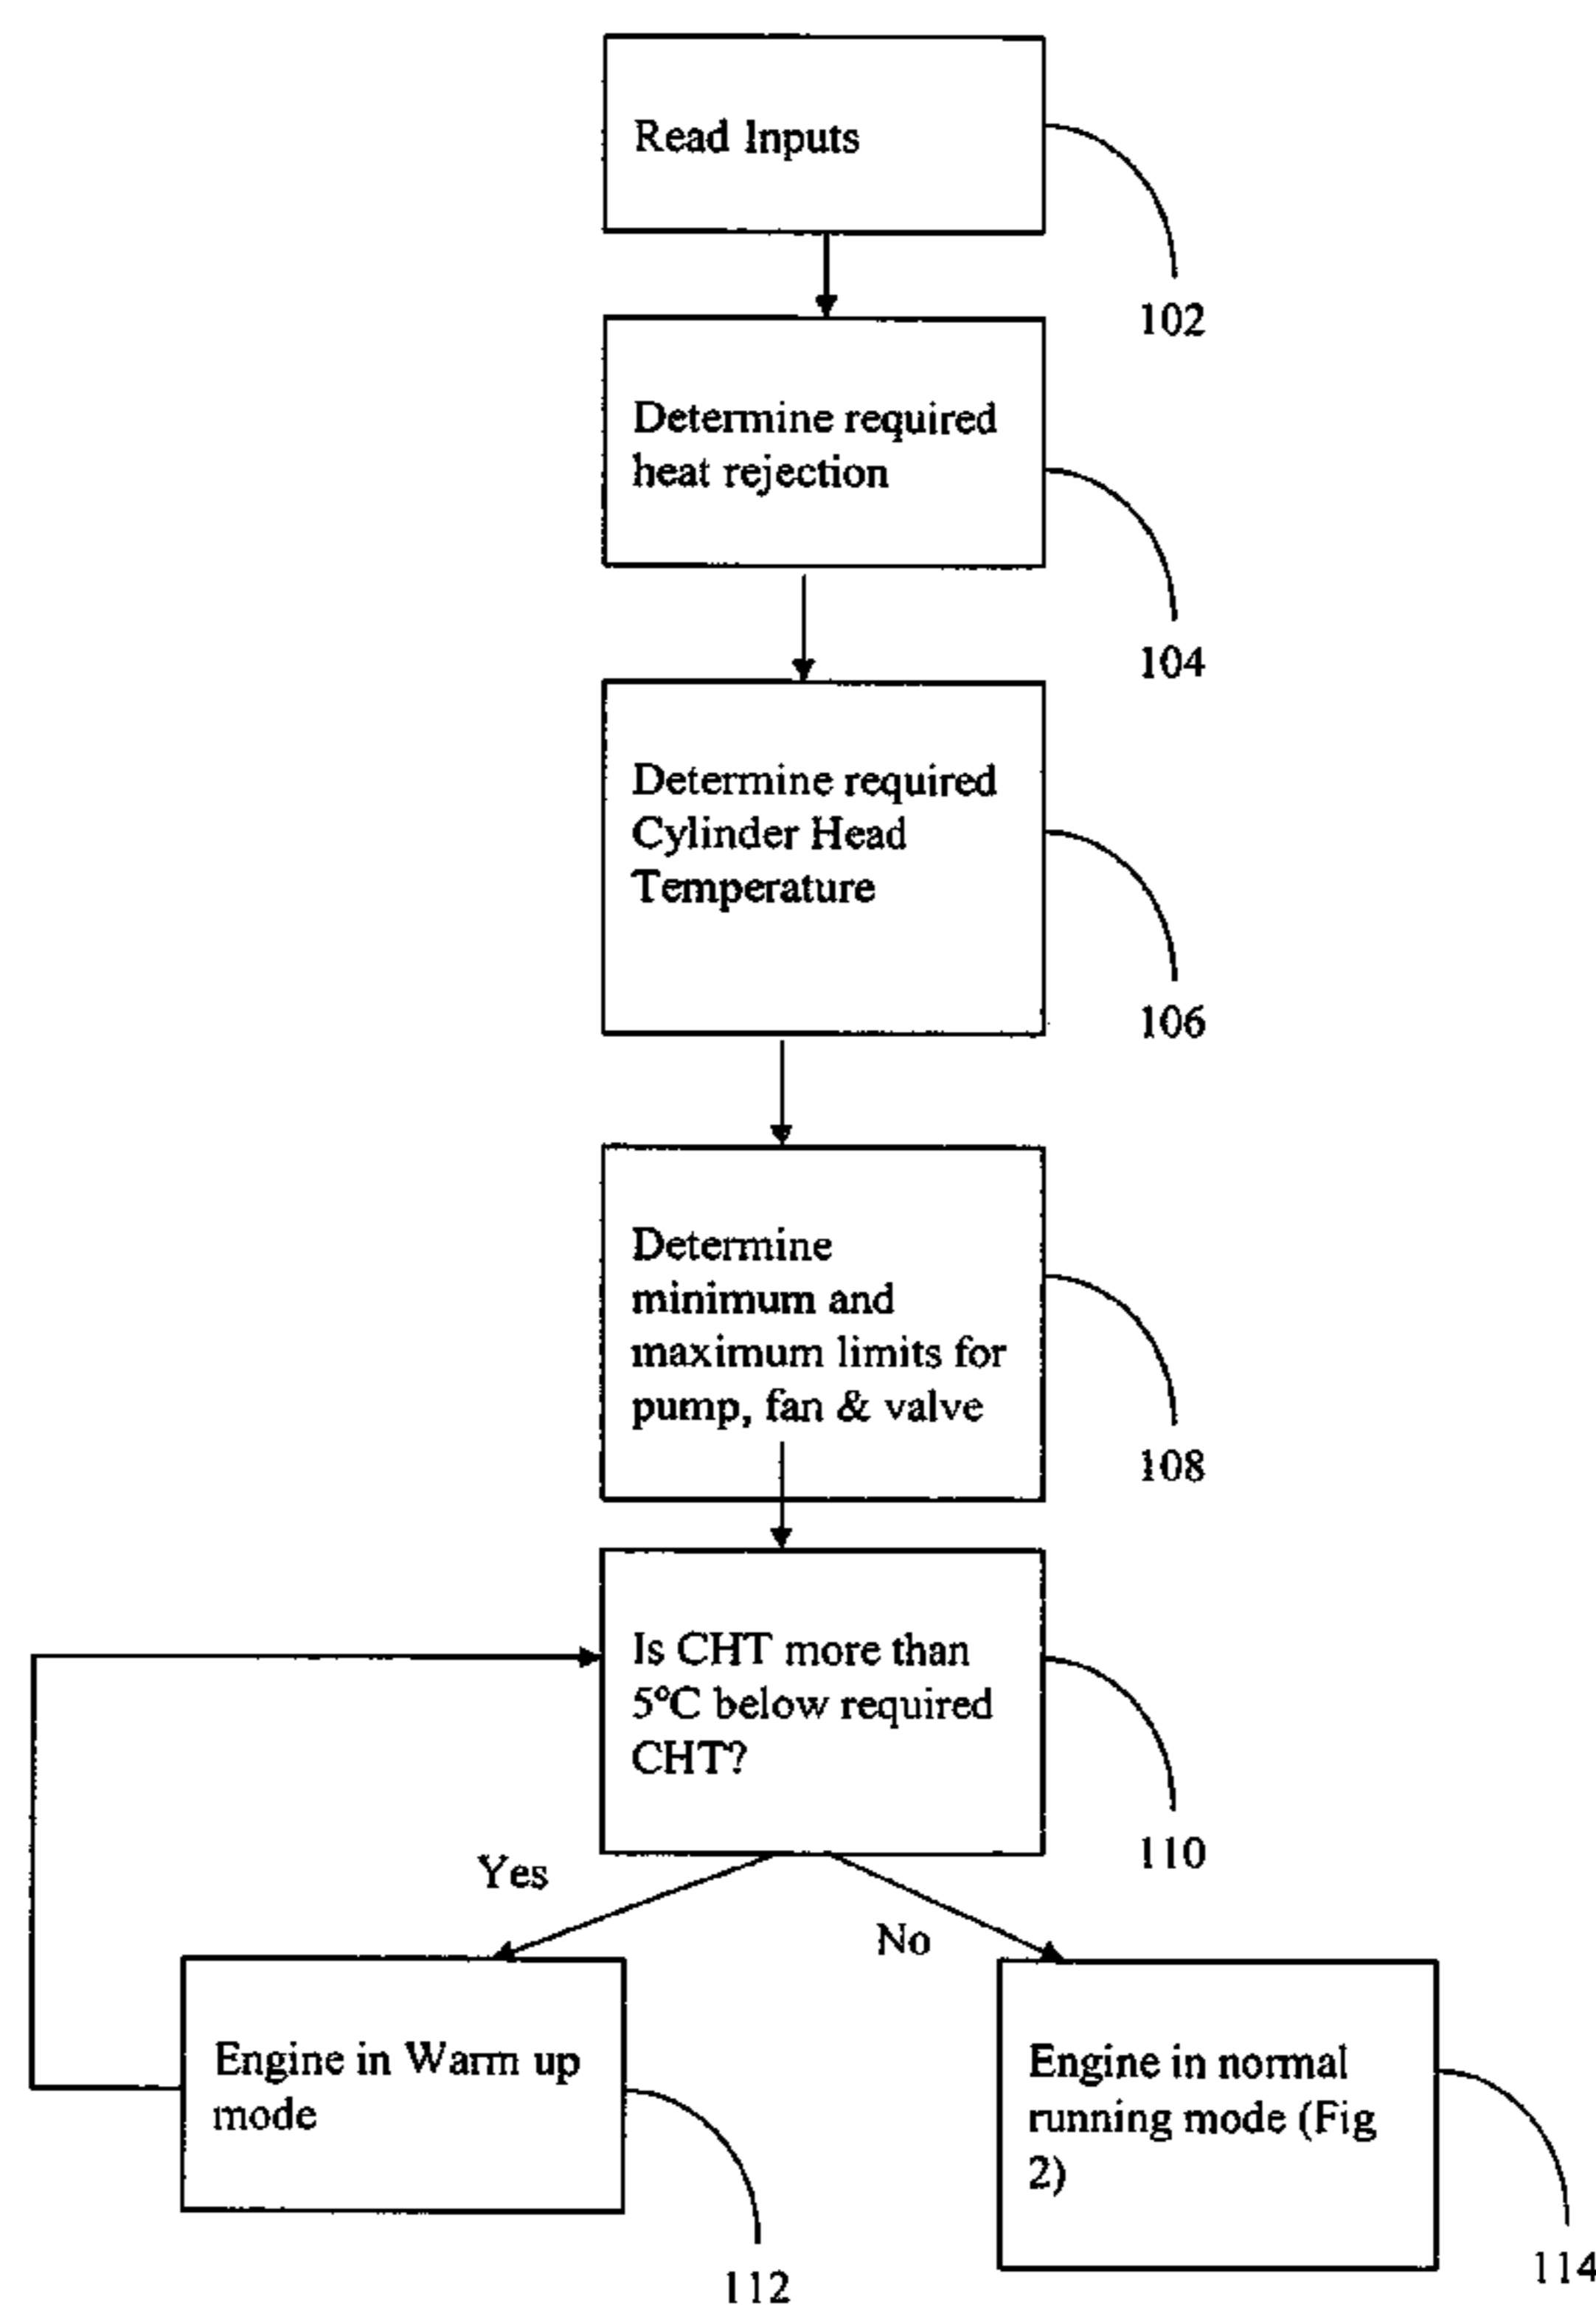 Read Inputs
102
Determine required
heat rejection
104
Determine required
Cylinder Head
Temperature
106
Determine
minimum and
maximum limits for
pump, fan & valve
108
Is CHT more than
5°C below required
CHT?
110
Yes
No
Engine in Warm up
mode
112
Engine in normal
running mode (Fig
2)
114